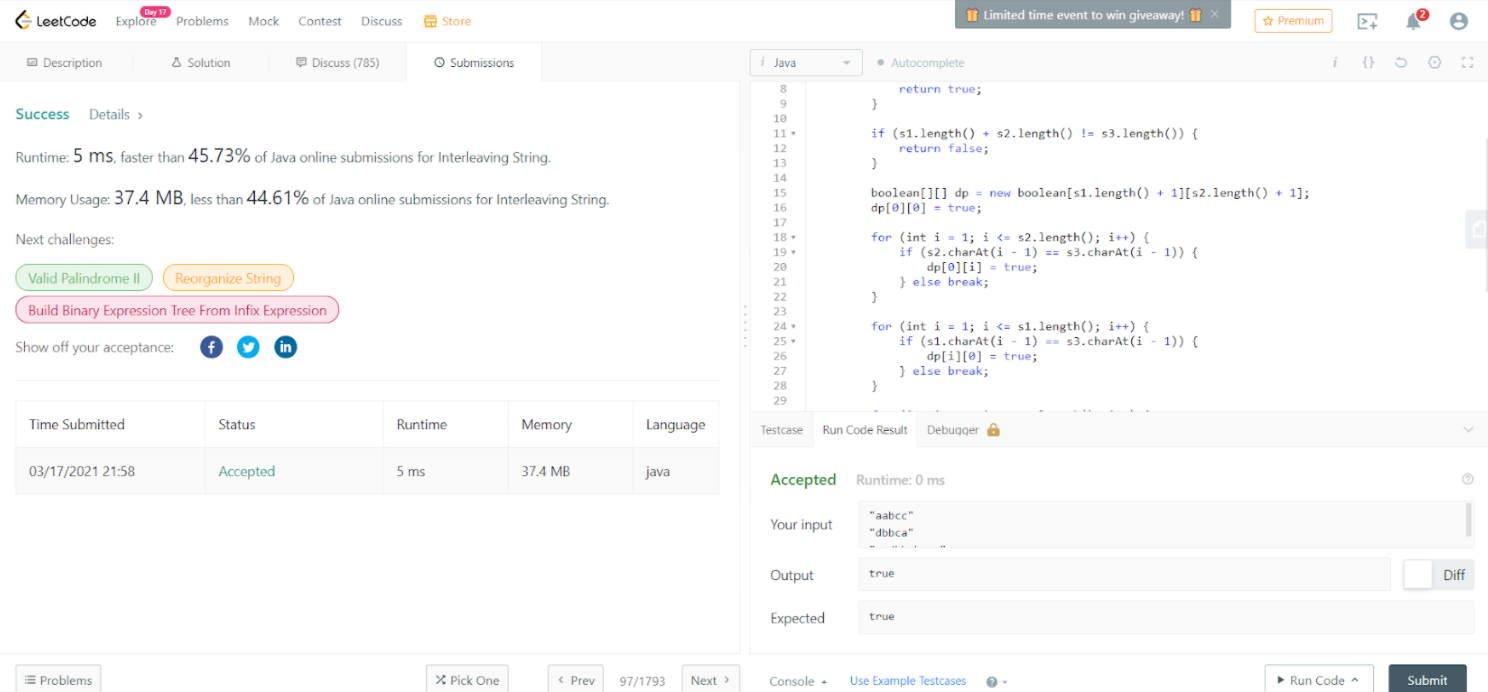 LeetCode Explore Day 17 Problems Mock Contest Discuss Store Limited time event to win giveaway! × Premium 2
Description Solution Discuss (785) Submissions
i Java Autocomplete i {}
Success Details ›
Runtime: 5 ms, faster than 45.73% of Java online submissions for Interleaving String.
Memory Usage: 37.4 MB, less than 44.61% of Java online submissions for Interleaving String.
Next challenges:
Valid Palindrome II Reorganize String
Build Binary Expression Tree From Infix Expression
Show off your acceptance:
Time Submitted Status Runtime Memory Language
03/17/2021 21:58 Accepted 5 ms 37.4 MB java
8 return true;
9 }
10
11 if (s1.length() + s2.length() != s3.length()) {
12 return false;
13 }
14
15 boolean[][] dp = new boolean[s1.length() + 1][s2.length() + 1];
16 dp[0][0] = true;
17
18 for (int i = 1; i <= s2.length(); i++) {
19 if (s2.charAt(i - 1) == s3.charAt(i - 1)) {
20 dp[0][i] = true;
21 } else break;
22 }
23
24 for (int i = 1; i <= s1.length(); i++) {
25 if (s1.charAt(i - 1) == s3.charAt(i - 1)) {
26 dp[i][0] = true;
27 } else break;
28 }
29
Testcase Run Code Result Debugger
Accepted Runtime: 0 ms
Your input
"aabcc"
"dbbca"
Output true Diff
Expected true
Problems Pick One ‹ Prev 97/1793 Next ›
Console Use Example Testcases Run Code Submit